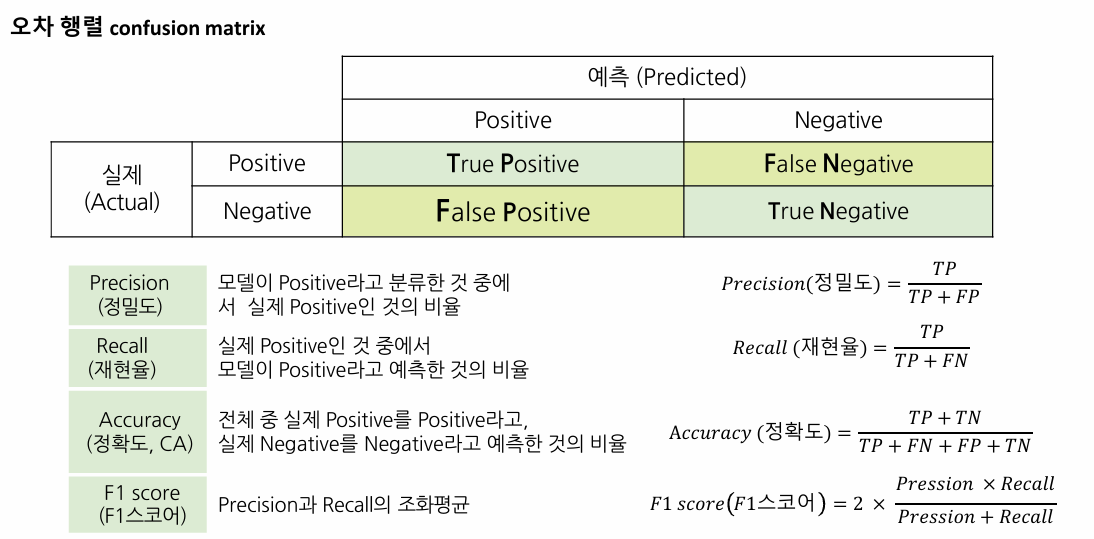 오차 행렬 confusion matrix
예측 (Predicted)
Positive Negative
실제
(Actual)
Positive True Positive False Negative
Negative False Positive True Negative
Precision
(정밀도)
모델이 Positive라고 분류한 것 중에
서 실제 Positive인 것의 비율
Precision(정밀도) = TP / (TP + FP)
Recall
(재현율)
실제 Positive인 것 중에서
모델이 Positive라고 예측한 것의 비율
Recall (재현율) = TP / (TP + FN)
Accuracy
(정확도, CA)
전체 중 실제 Positive를 Positive라고,
실제 Negative를 Negative라고 예측한 것의 비율
Accuracy (정확도) = (TP + TN) / (TP + FN + FP + TN)
F1 score
(F1스코어)
Precision과 Recall의 조화평균
F1 score(F1스코어) = 2 × (Pression × Recall) / (Pression + Recall)